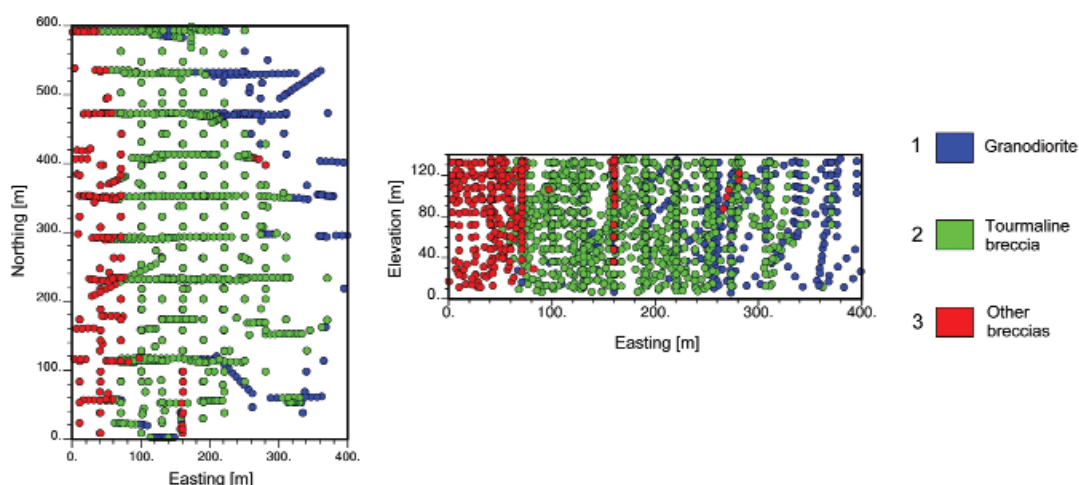 600.
500.
400.
300.
200.
100.
0.
Northing [m]
0. 100. 200. 300. 400.
Easting [m]
120.
80.
40.
0.
Elevation [m]
0. 100. 200. 300. 400.
Easting [m]
1 Granodiorite
2 Tourmaline
breccia
3 Other
breccias